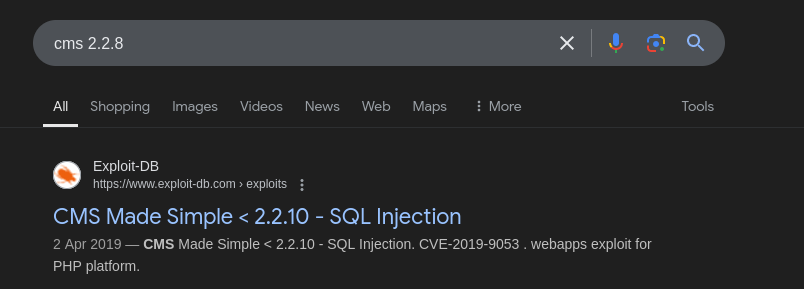 cms 2.2.8
All Shopping Images Videos News Web Maps More Tools
Exploit-DB
https://www.exploit-db.com › exploits
CMS Made Simple < 2.2.10 - SQL Injection
2 Apr 2019 — CMS Made Simple < 2.2.10 - SQL Injection. CVE-2019-9053 . webapps exploit for
PHP platform.